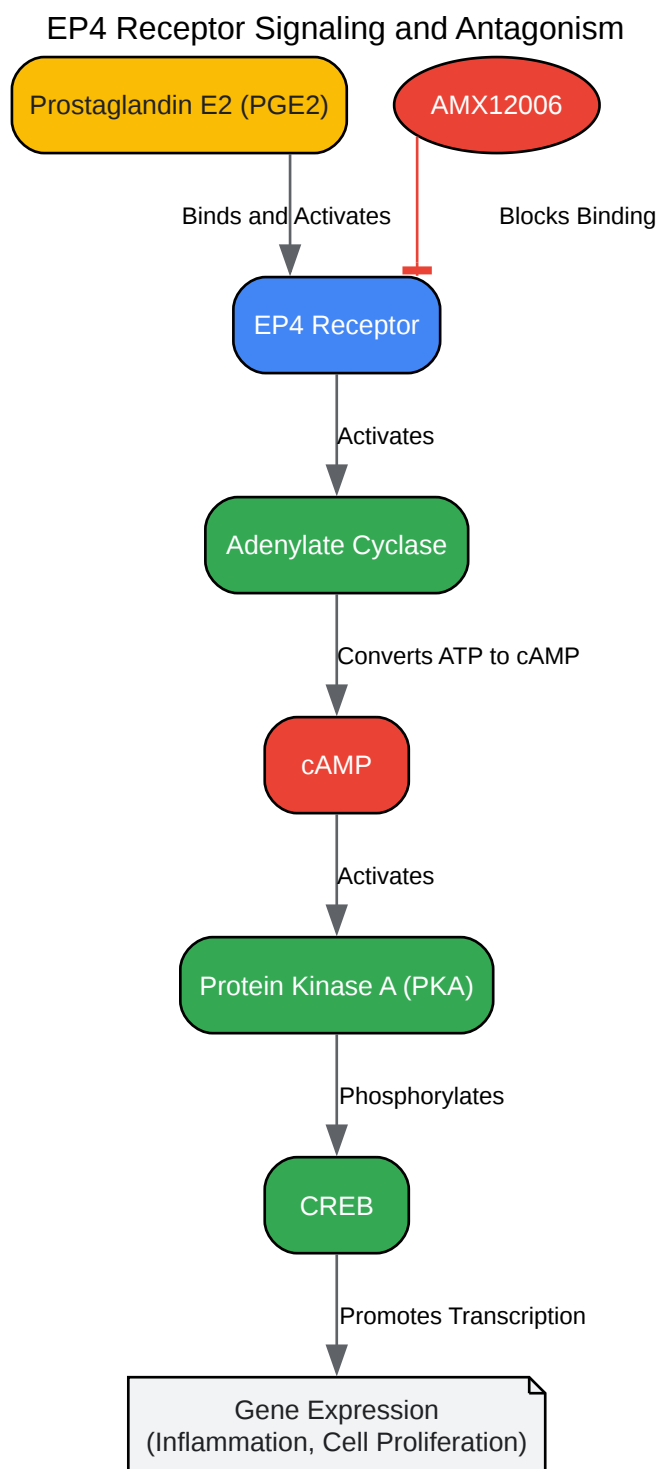 EP4 Receptor Signaling and Antagonism
Prostaglandin E2 (PGE2)
AMX12006
Binds and Activates
Blocks Binding
EP4 Receptor
Activates
Adenylate Cyclase
Converts ATP to cAMP
cAMP
Activates
Protein Kinase A (PKA)
Phosphorylates
CREB
Promotes Transcription
Gene Expression
(Inflammation, Cell Proliferation)